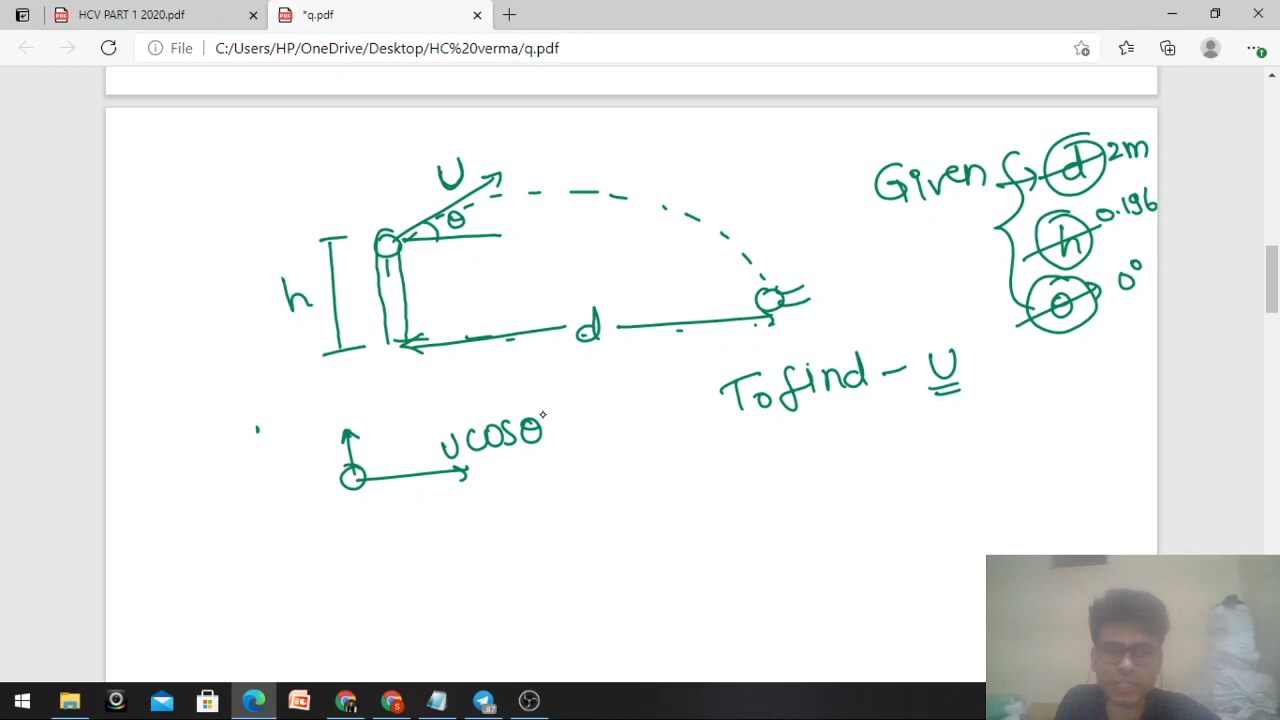 HCV PART 1 2020.pdf
*q.pdf
File
C:/Users/HP/OneDrive/Desktop/HC%20verma/q.pdf
U
θ
h
d
Given → d 2m
h 0.196
θ 0°
To find - U
U cosθ